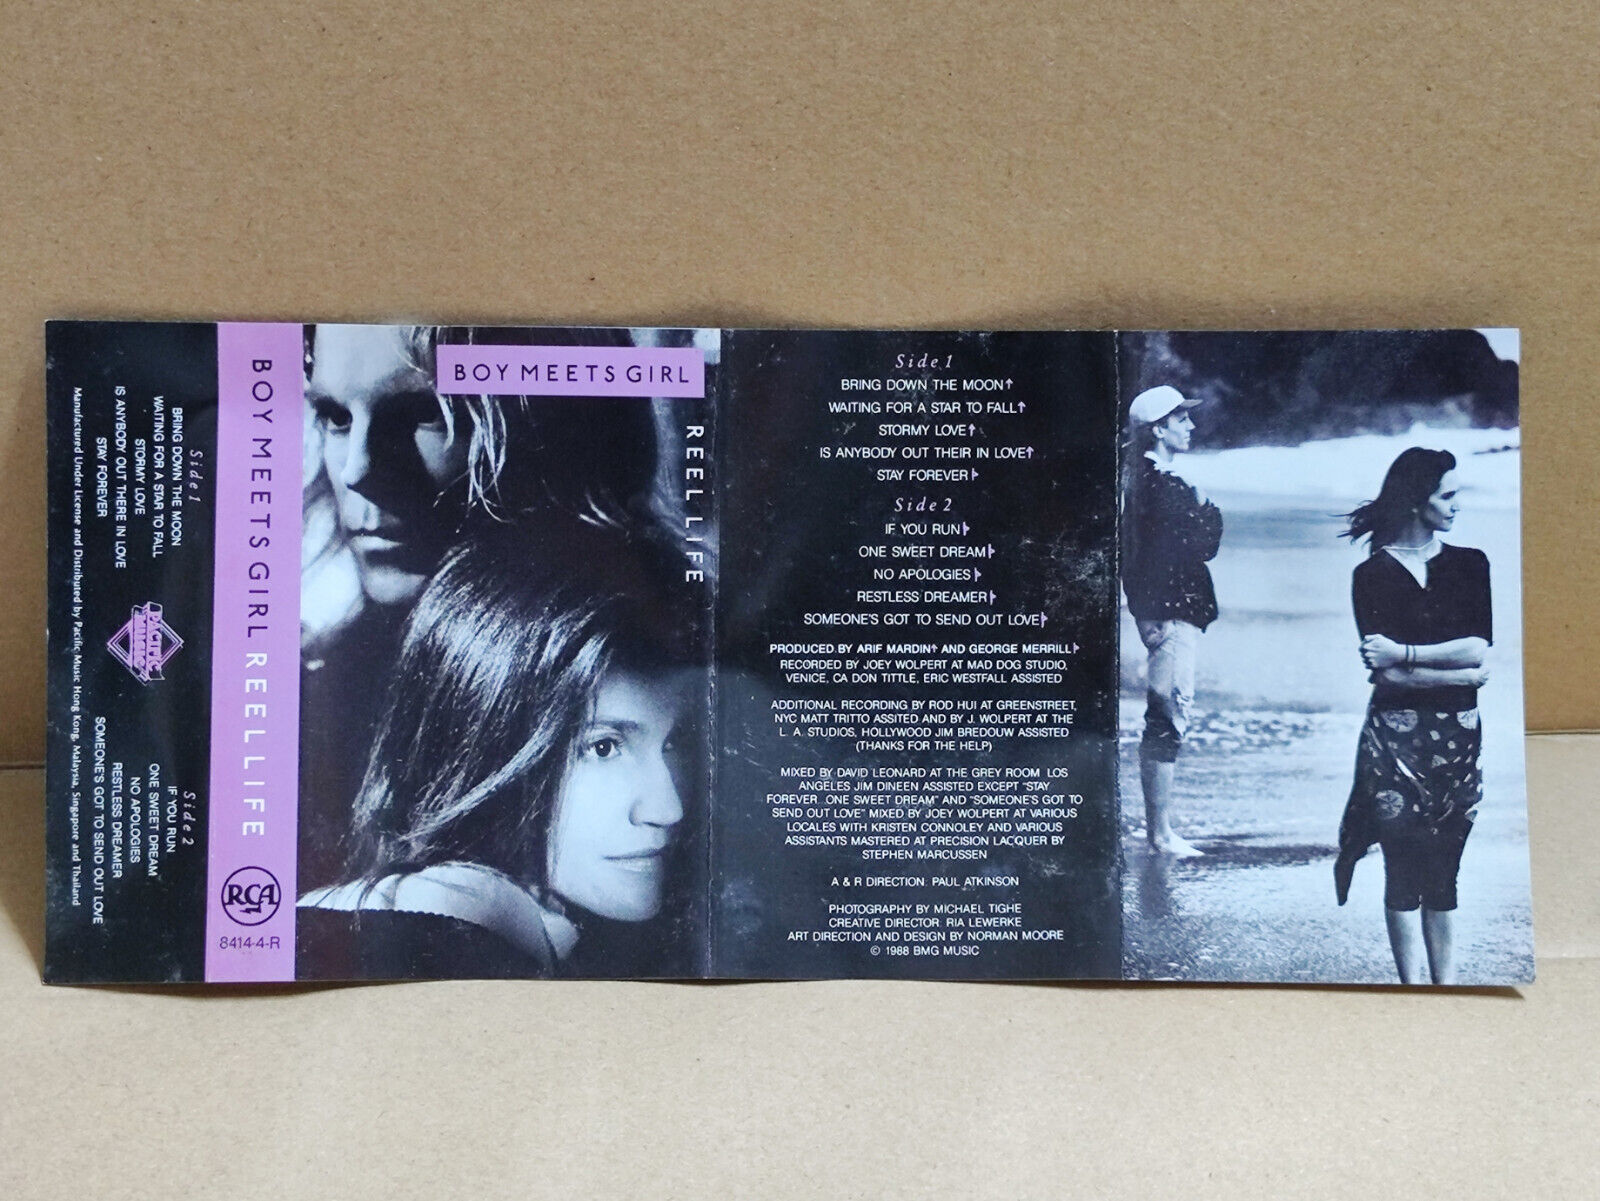 Side 1
BRING DOWN THE MOON
WAITING FOR A STAR TO FALL
STORMY LOVE
IS ANYBODY OUT THERE IN LOVE
STAY FOREVER
Side 2
IF YOU RUN
ONE SWEET DREAM
NO APOLOGIES
RESTLESS DREAMER
SOMEONE'S GOT TO SEND OUT LOVE
PACIFIC
MUSIC
Manufactured Under License and Distributed by Pacific Music Hong Kong, Malaysia, Singapore and Thailand
BOY MEETS GIRL REEL LIFE
RCA
8414-4-R
BOY MEETS GIRL
REEL LIFE
Side 1
BRING DOWN THE MOON↑
WAITING FOR A STAR TO FALL↑
STORMY LOVE↑
IS ANYBODY OUT THEIR IN LOVE↑
STAY FOREVER
Side 2
IF YOU RUN
ONE SWEET DREAM
NO APOLOGIES
RESTLESS DREAMER
SOMEONE'S GOT TO SEND OUT LOVE
PRODUCED BY ARIF MARDIN↑ AND GEORGE MERRILL
RECORDED BY JOEY WOLPERT AT MAD DOG STUDIO,
VENICE, CA DON TITTLE, ERIC WESTFALL ASSISTED
ADDITIONAL RECORDING BY ROD HUI AT GREENSTREET,
NYC MATT TRITTO ASSITED AND BY J. WOLPERT AT THE
L. A. STUDIOS, HOLLYWOOD JIM BREDOUW ASSISTED
(THANKS FOR THE HELP)
MIXED BY DAVID LEONARD AT THE GREY ROOM LOS
ANGELES JIM DINEEN ASSISTED EXCEPT "STAY
FOREVER ONE SWEET DREAM" AND "SOMEONE'S GOT TO
SEND OUT LOVE" MIXED BY JOEY WOLPERT AT VARIOUS
LOCALES WITH KRISTEN CONNOLEY AND VARIOUS
ASSISTANTS MASTERED AT PRECISION LACQUER BY
STEPHEN MARCUSSEN
A & R DIRECTION: PAUL ATKINSON
PHOTOGRAPHY BY MICHAEL TIGHE
CREATIVE DIRECTOR: RIA LEWERKE
ART DIRECTION AND DESIGN BY NORMAN MOORE
© 1988 BMG MUSIC